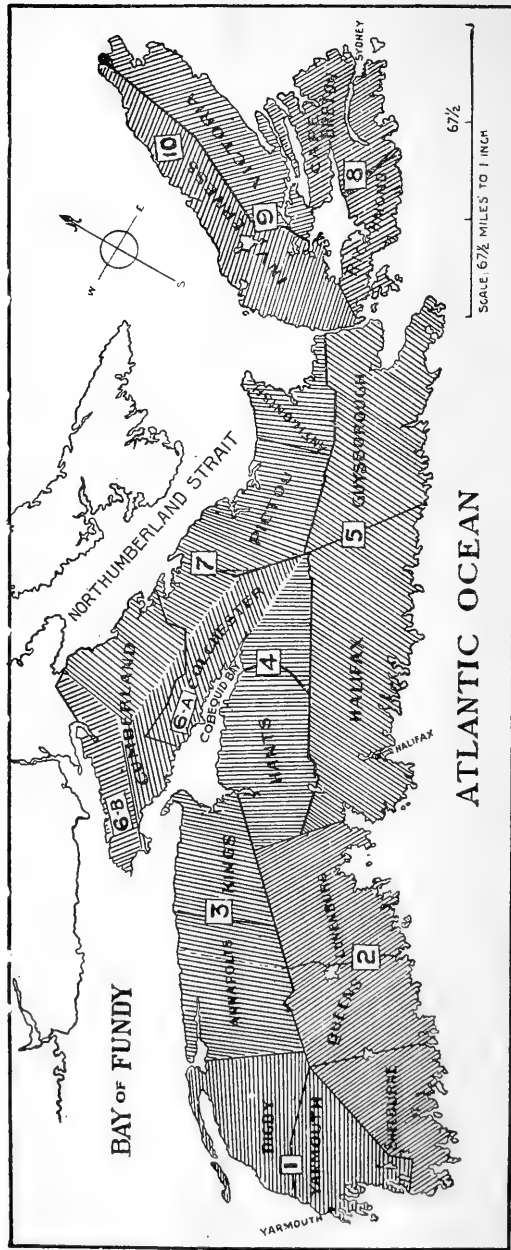 BAY OF FUNDY
NORTHUMBERLAND STRAIT
ATLANTIC OCEAN
COBEQUID BAY
N
E
S
W
1
DIGBY
YARMOUTH
YARMOUTH
SHELBURNE
2
QUEENS
LUNENBURG
3
ANNAPOLIS
KINGS
4
HANTS
5
HALIFAX
HALIFAX
GUYSBOROUGH
6-A
COLCHESTER
6-B
CUMBERLAND
7
PICTOU
ANTIGONISH
8
RICHMOND
CAPE BRETON
SYDNEY
9
VICTORIA
10
INVERNESS
67½
SCALE: 67½ MILES TO 1 INCH